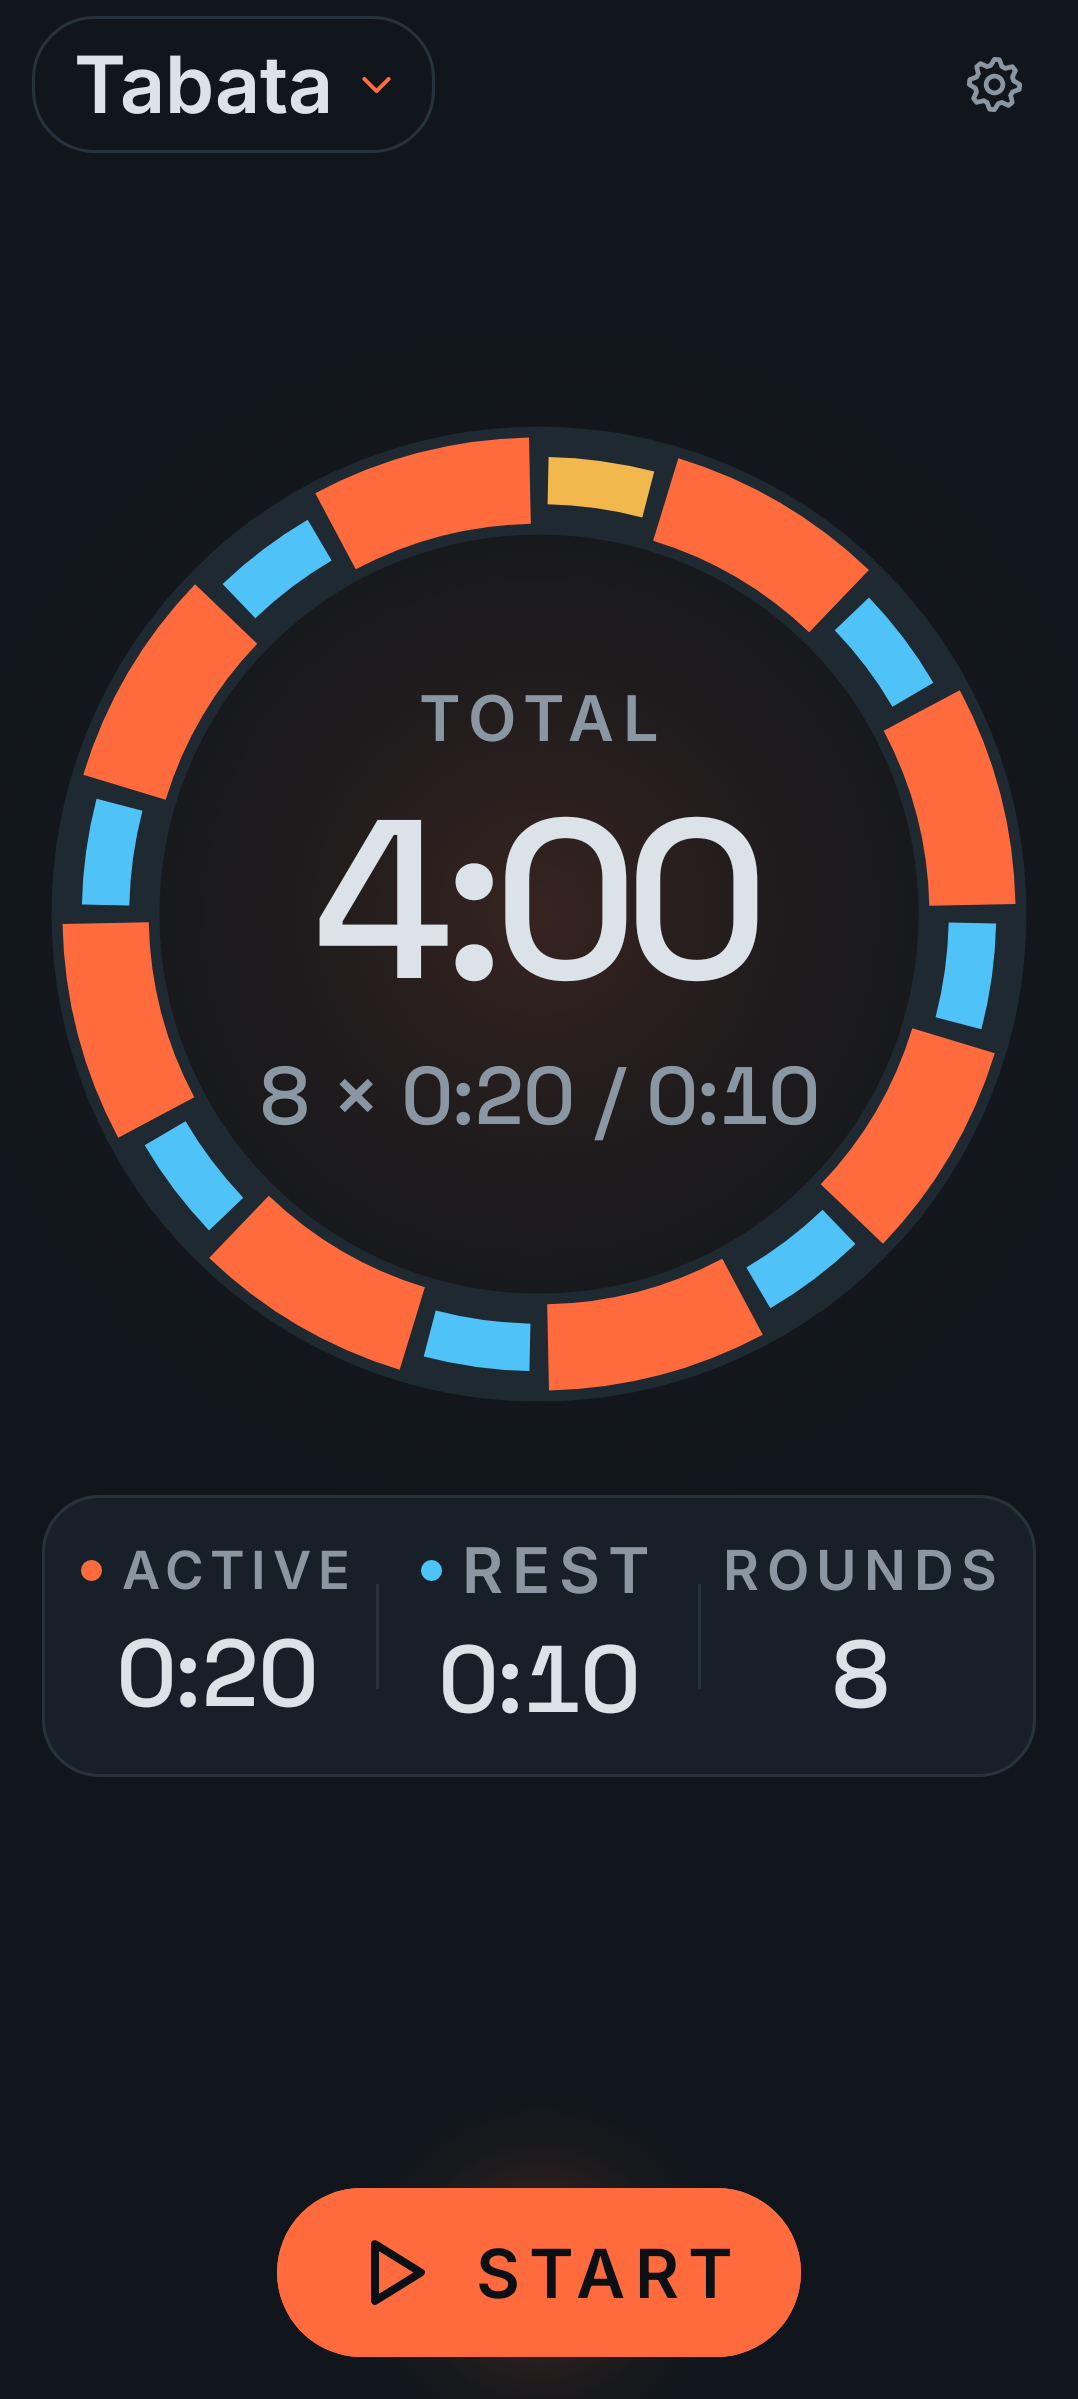 Tabata
TOTAL
4:00
8 × 0:20 / 0:10
ACTIVE REST ROUNDS
0:20 0:10 8
START